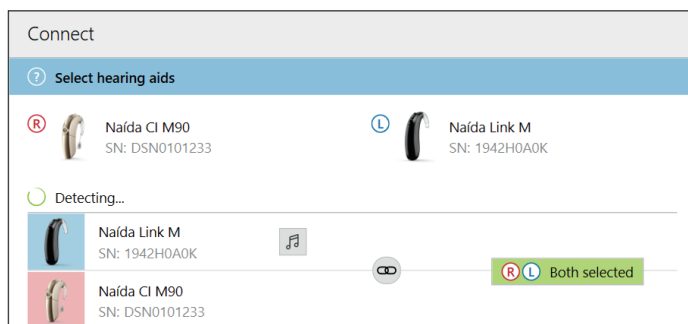 Connect
? Select hearing aids
R Naída CI M90
SN: DSN0101233
L Naída Link M
SN: 1942H0A0K
Detecting...
Naída Link M
SN: 1942H0A0K
R L Both selected
Naída CI M90
SN: DSN0101233